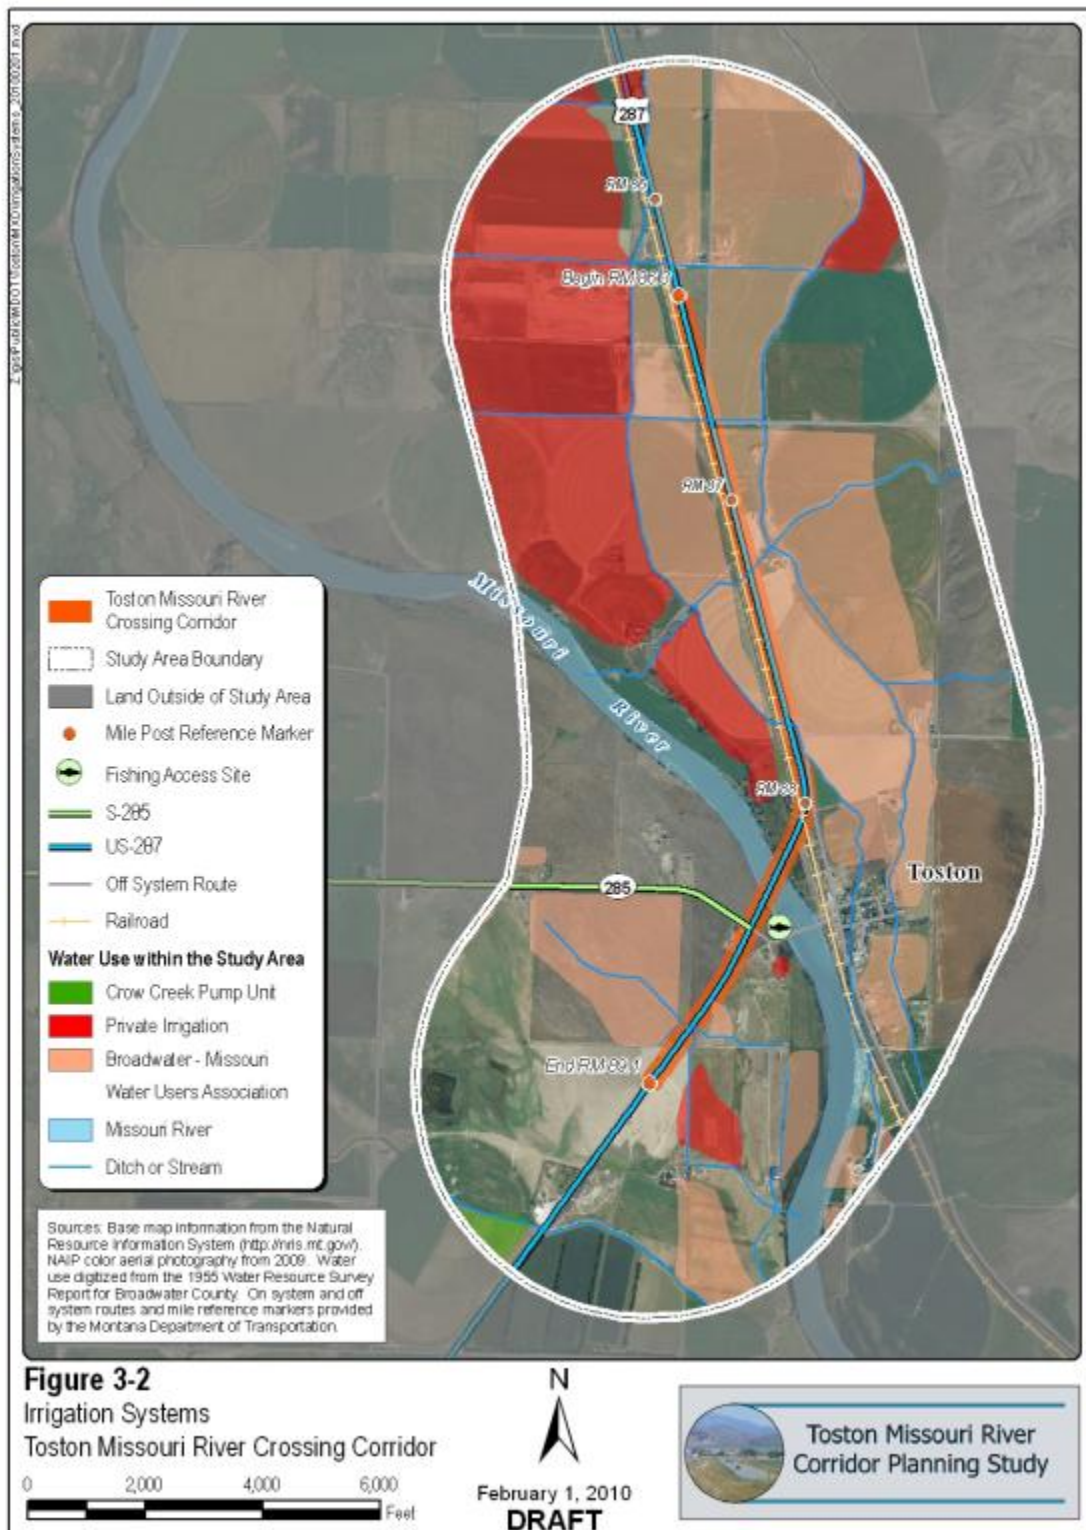 287
RM 86
Begin RM 86.3
RM 87
Missouri
River
RM 88
Toston
285
End RM 89.1
Toston Missouri River
Crossing Corridor
Study Area Boundary
Land Outside of Study Area
Mile Post Reference Marker
Fishing Access Site
S-285
US-287
Off System Route
Railroad
Water Use within the Study Area
Crow Creek Pump Unit
Private Irrigation
Broadwater - Missouri
Water Users Association
Missouri River
Ditch or Stream
Sources: Base map information from the Natural
Resource Information System (http://nris.mt.gov/).
NAIP color aerial photography from 2009. Water
use digitized from the 1955 Water Resource Survey
Report for Broadwater County. On system and off
system routes and mile reference markers provided
by the Montana Department of Transportation.
Figure 3-2
Irrigation Systems
Toston Missouri River Crossing Corridor
0 2,000 4,000 6,000
Feet
N
February 1, 2010
DRAFT
Toston Missouri River
Corridor Planning Study